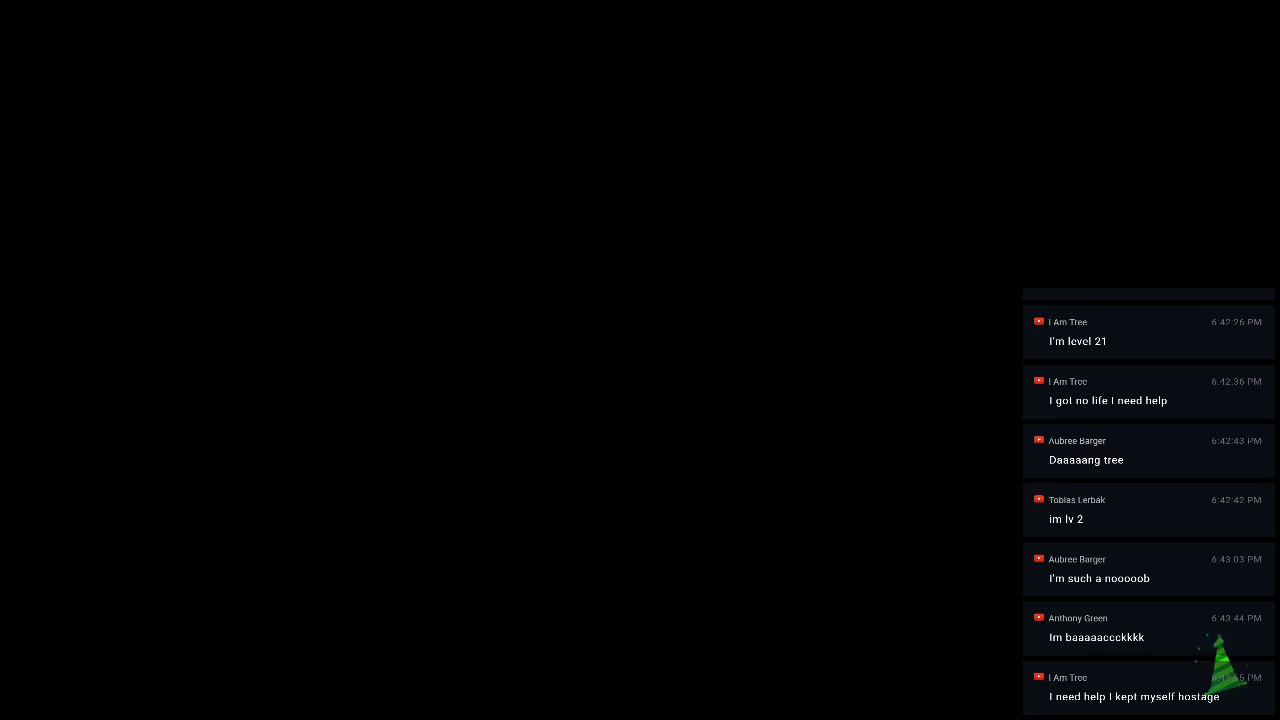 I Am Tree 6:42:26 PM
I'm level 21
I Am Tree 6:42:36 PM
I got no life I need help
Aubree Barger 6:42:43 PM
Daaaaang tree
Tobias Lerbak 6:42:42 PM
im lv 2
Aubree Barger 6:43:03 PM
I'm such a nooooob
Anthony Green 6:43:44 PM
Im baaaaaccckkkk
I Am Tree PM
I need help I kept myself hostage